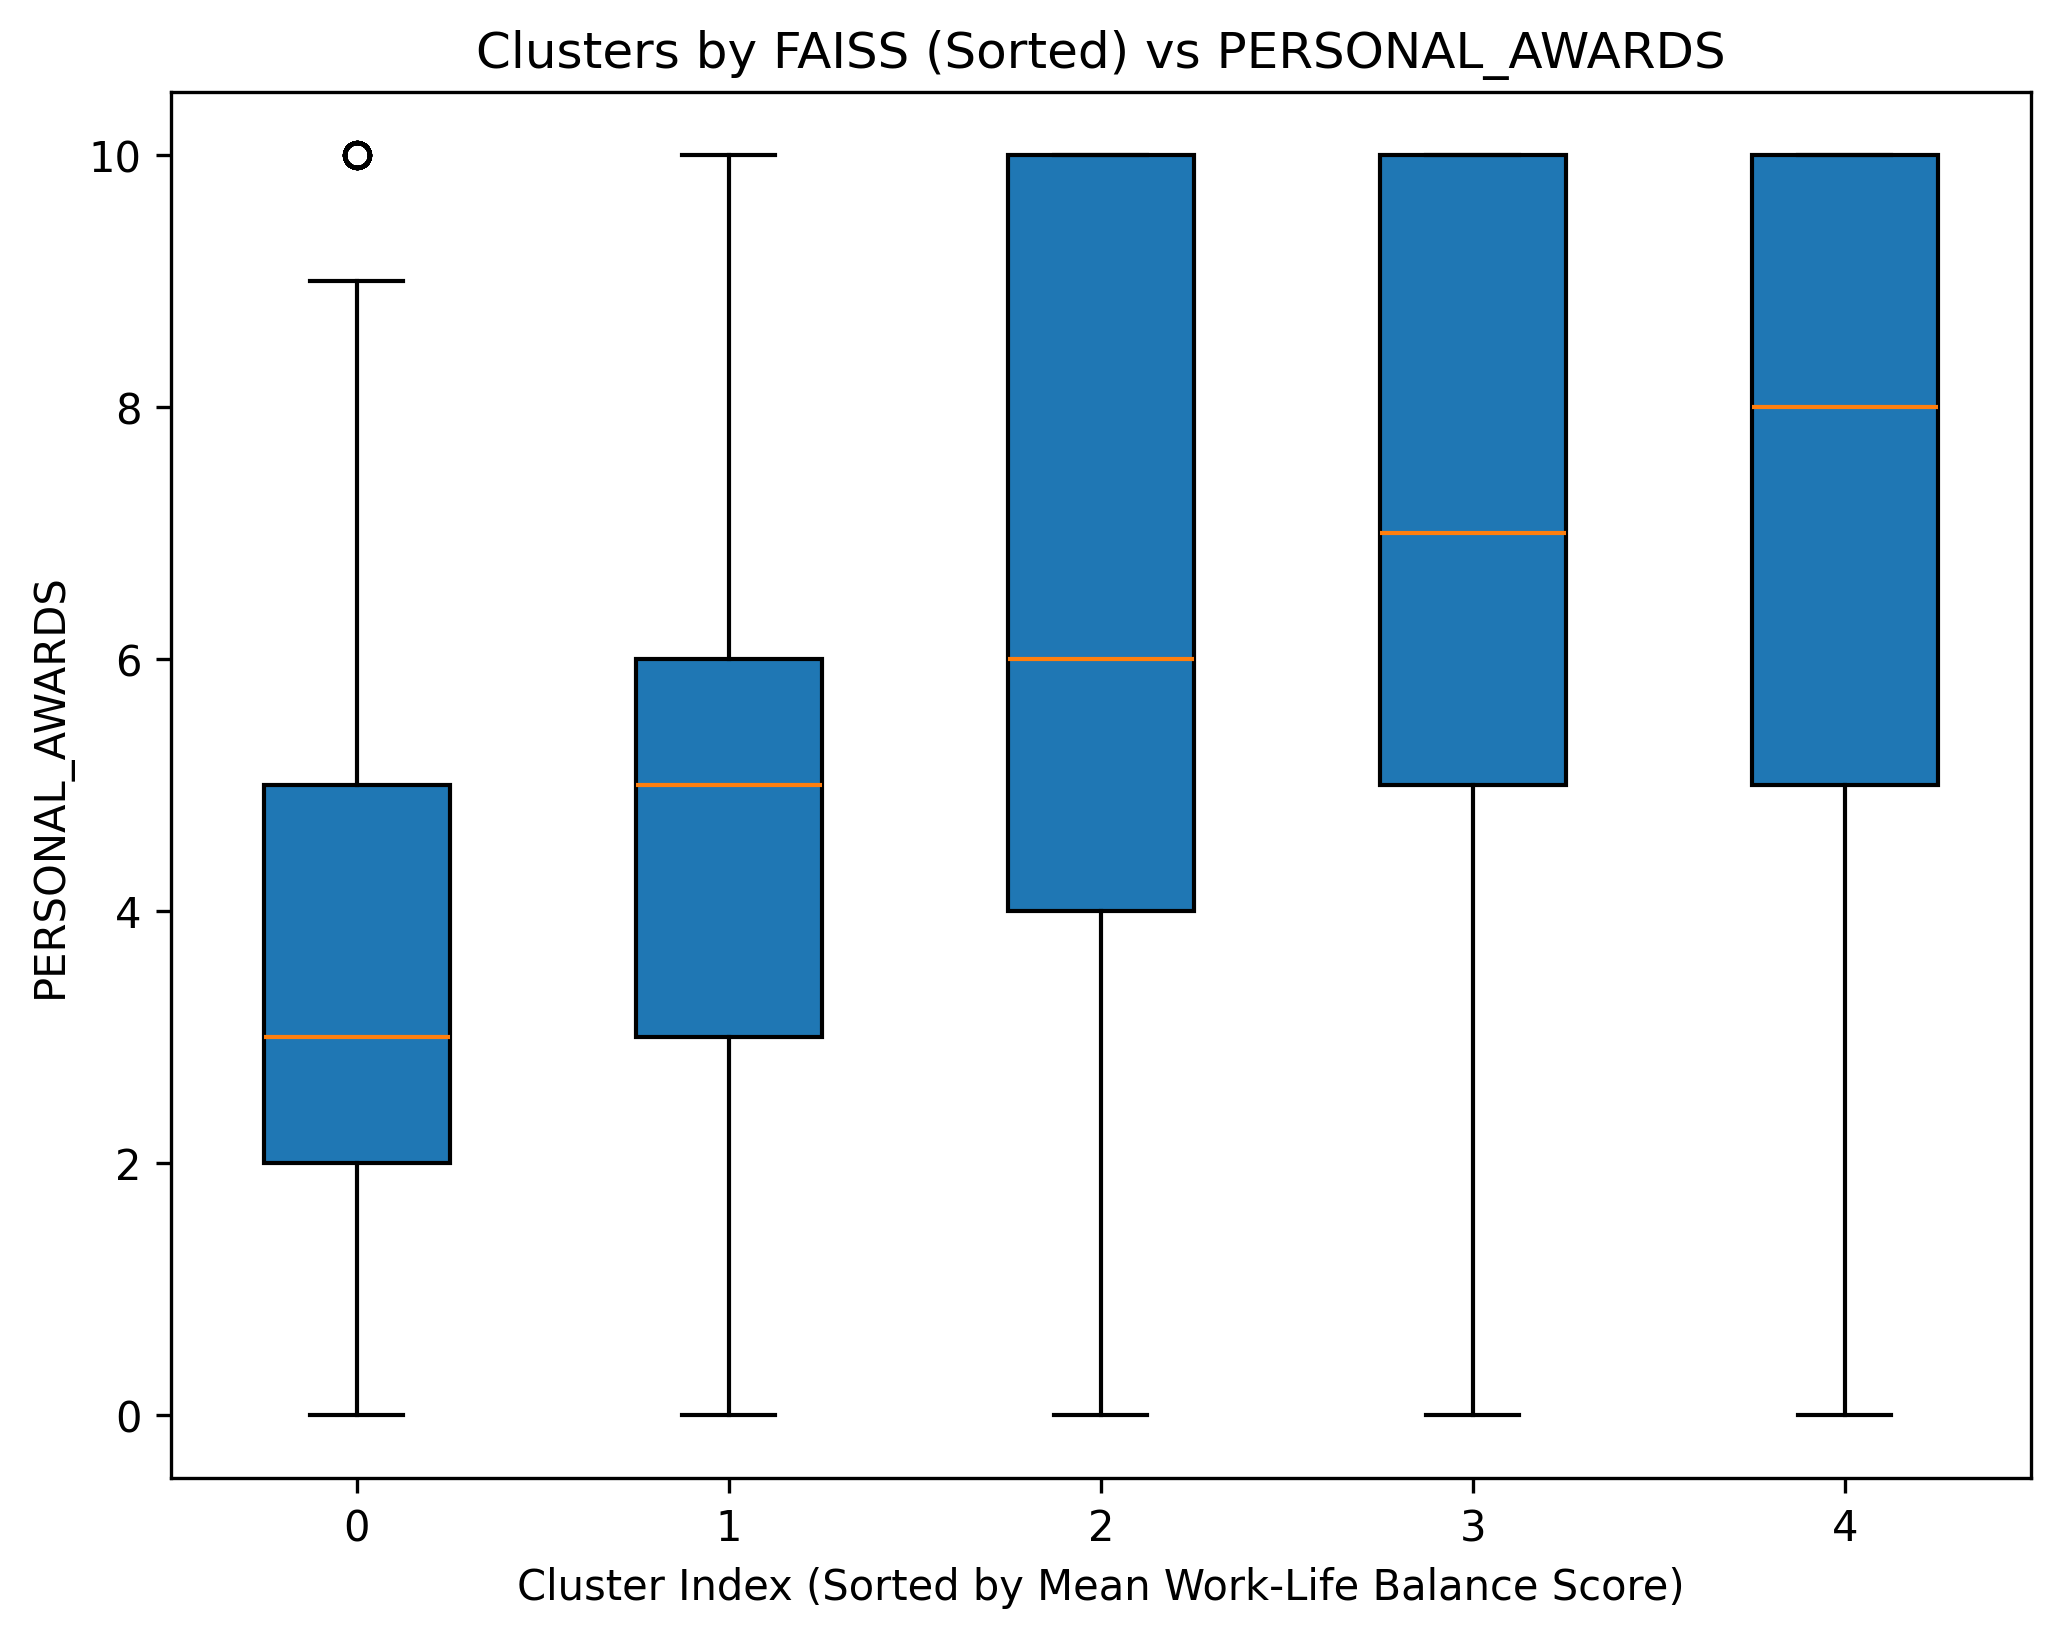 Clusters by FAISS (Sorted) vs PERSONAL_AWARDS
PERSONAL_AWARDS
10
8
6
4
2
0
0 1 2 3 4
Cluster Index (Sorted by Mean Work-Life Balance Score)